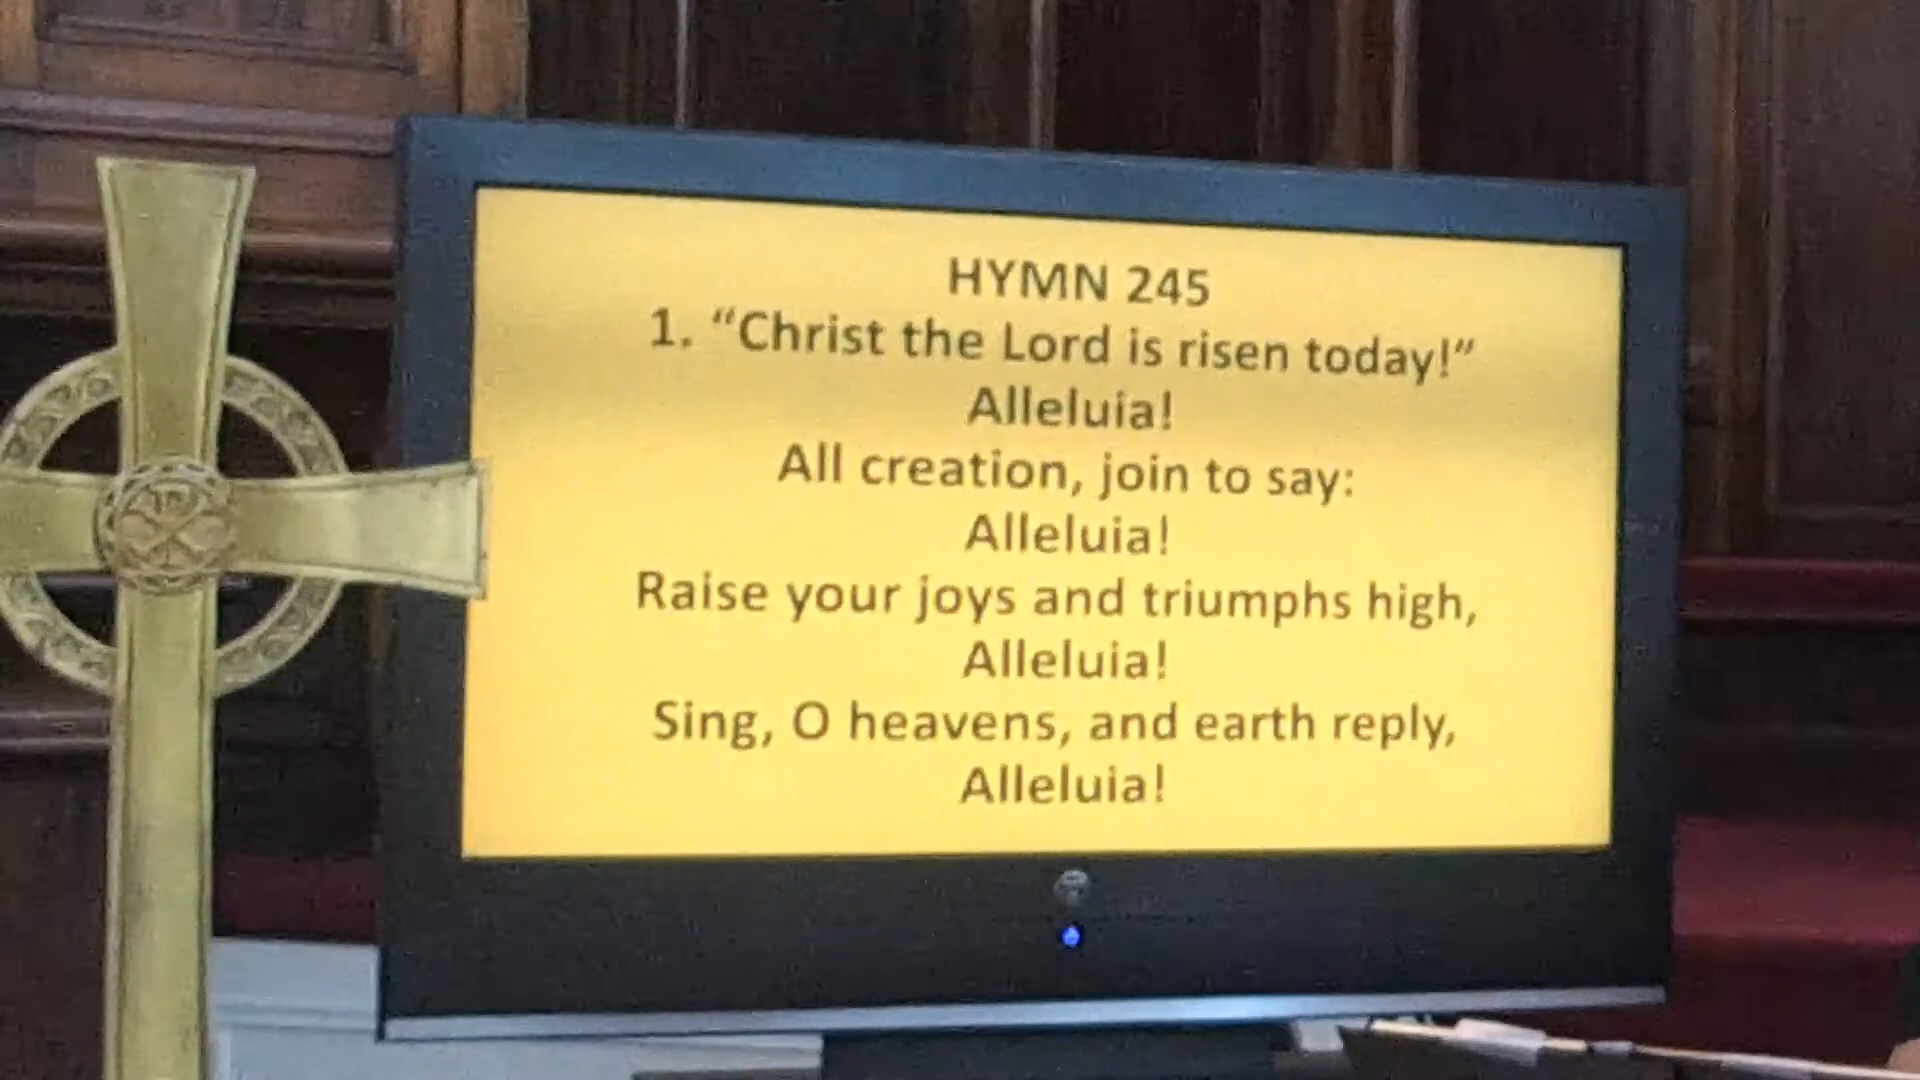 HYMN 245
1. “Christ the Lord is risen today!”
Alleluia!
All creation, join to say:
Alleluia!
Raise your joys and triumphs high,
Alleluia!
Sing, O heavens, and earth reply,
Alleluia!